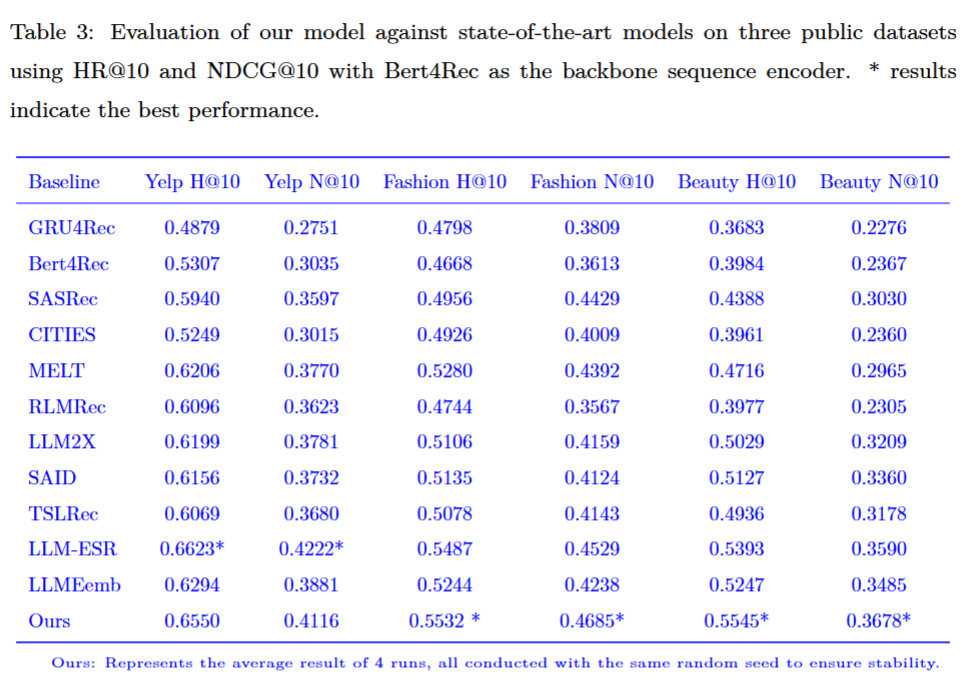 Table 3: Evaluation of our model against state-of-the-art models on three public datasets
using HR@10 and NDCG@10 with Bert4Rec as the backbone sequence encoder. * results
indicate the best performance.
Baseline Yelp H@10 Yelp N@10 Fashion H@10 Fashion N@10 Beauty H@10 Beauty N@10
GRU4Rec 0.4879 0.2751 0.4798 0.3809 0.3683 0.2276
Bert4Rec 0.5307 0.3035 0.4668 0.3613 0.3984 0.2367
SASRec 0.5940 0.3597 0.4956 0.4429 0.4388 0.3030
CITIES 0.5249 0.3015 0.4926 0.4009 0.3961 0.2360
MELT 0.6206 0.3770 0.5280 0.4392 0.4716 0.2965
RLMRec 0.6096 0.3623 0.4744 0.3567 0.3977 0.2305
LLM2X 0.6199 0.3781 0.5106 0.4159 0.5029 0.3209
SAID 0.6156 0.3732 0.5135 0.4124 0.5127 0.3360
TSLRec 0.6069 0.3680 0.5078 0.4143 0.4936 0.3178
LLM-ESR 0.6623* 0.4222* 0.5487 0.4529 0.5393 0.3590
LLMEemb 0.6294 0.3881 0.5244 0.4238 0.5247 0.3485
Ours 0.6550 0.4116 0.5532 * 0.4685* 0.5545* 0.3678*
Ours: Represents the average result of 4 runs, all conducted with the same random seed to ensure stability.